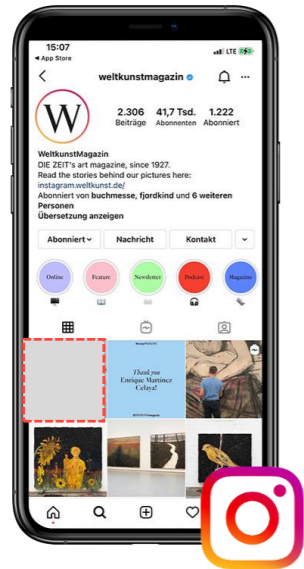 15:07
LTE
App Store
weltkunstmagazin
W
2.306 41,7 Tsd. 1.222
Beiträge Abonnenten Abonniert
WeltkunstMagazin
DIE ZEIT's art magazine, since 1927.
Read the stories behind our pictures here:
instagram.weltkunst.de/
Abonniert von buchmesse, fjordkind und 6 weiteren
Personen
Übersetzung anzeigen
Abonniert Nachricht Kontakt
Online Feature Newsletter Podcast Magazine
Thank you
Enrique Martínez
Celaya!